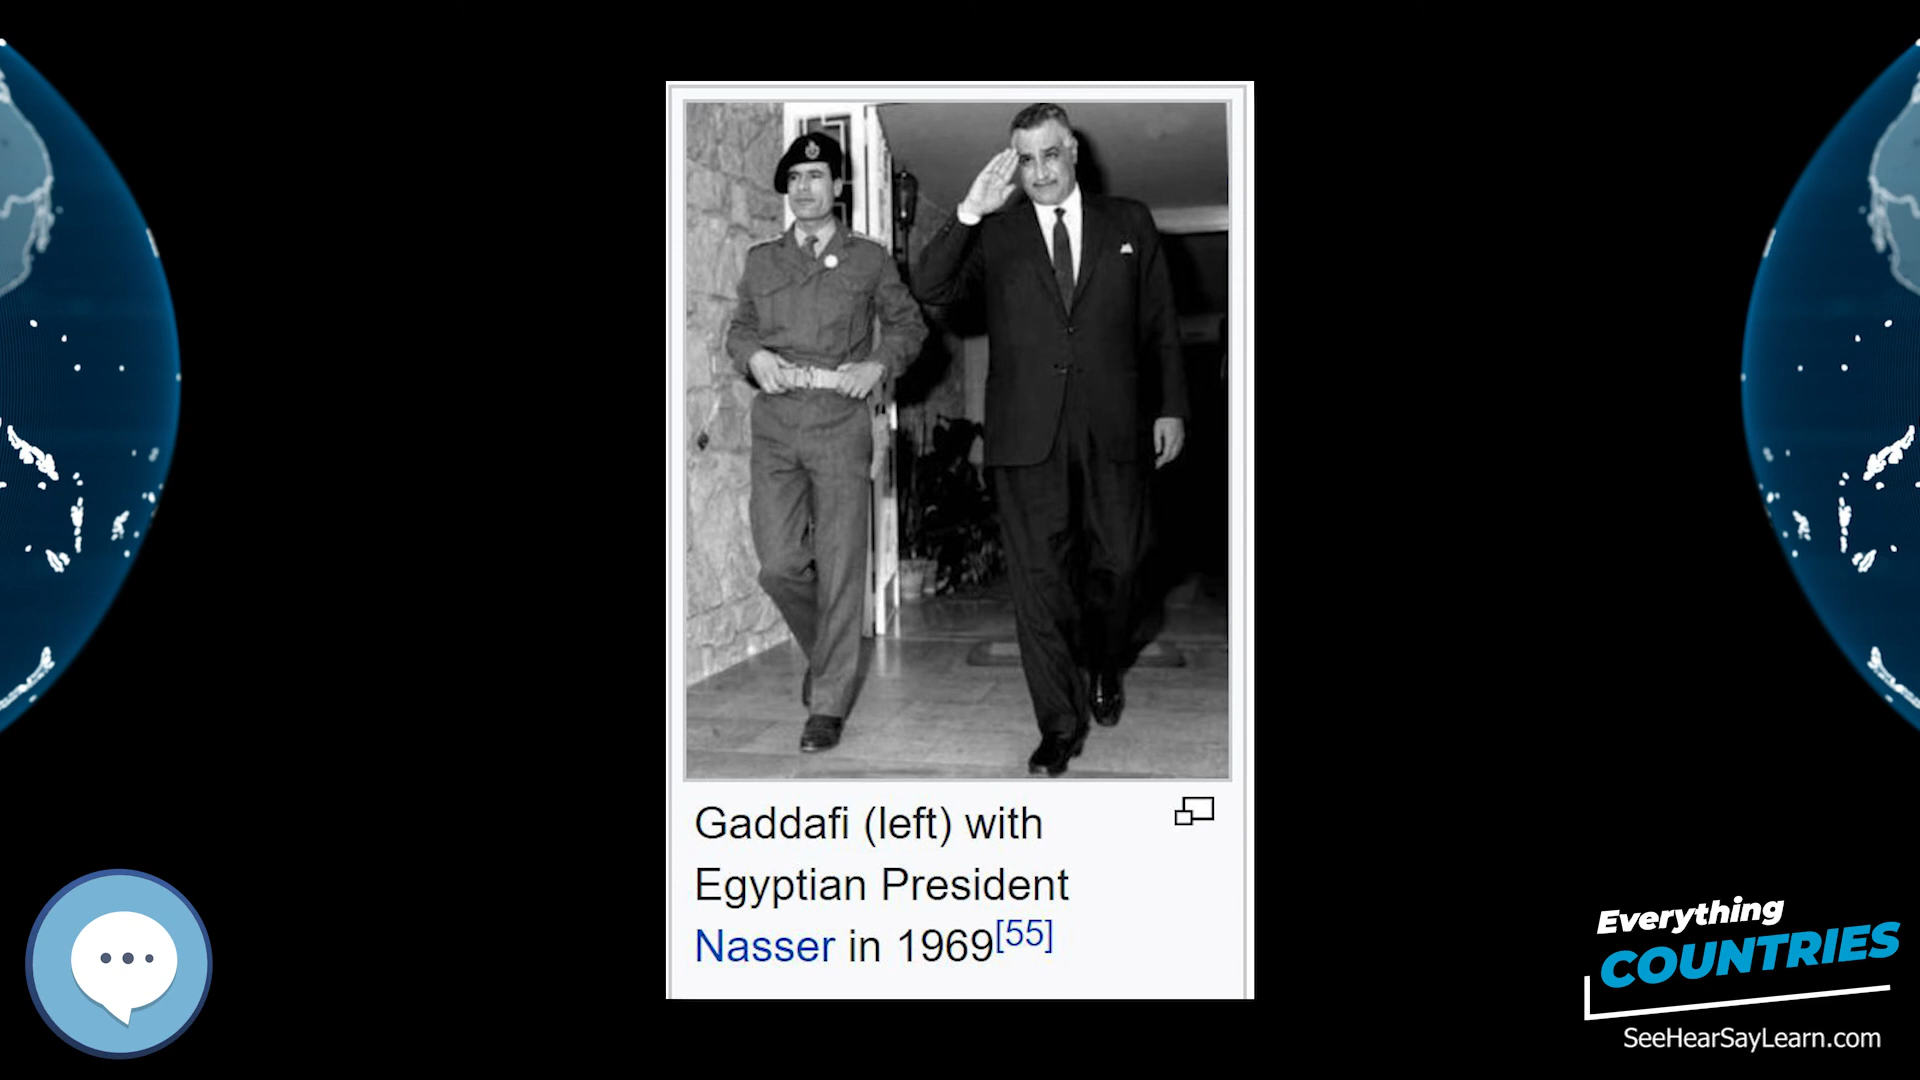 Gaddafi (left) with
Egyptian President
Nasser in 1969[55]
Everything
COUNTRIES
SeeHearSayLearn.com